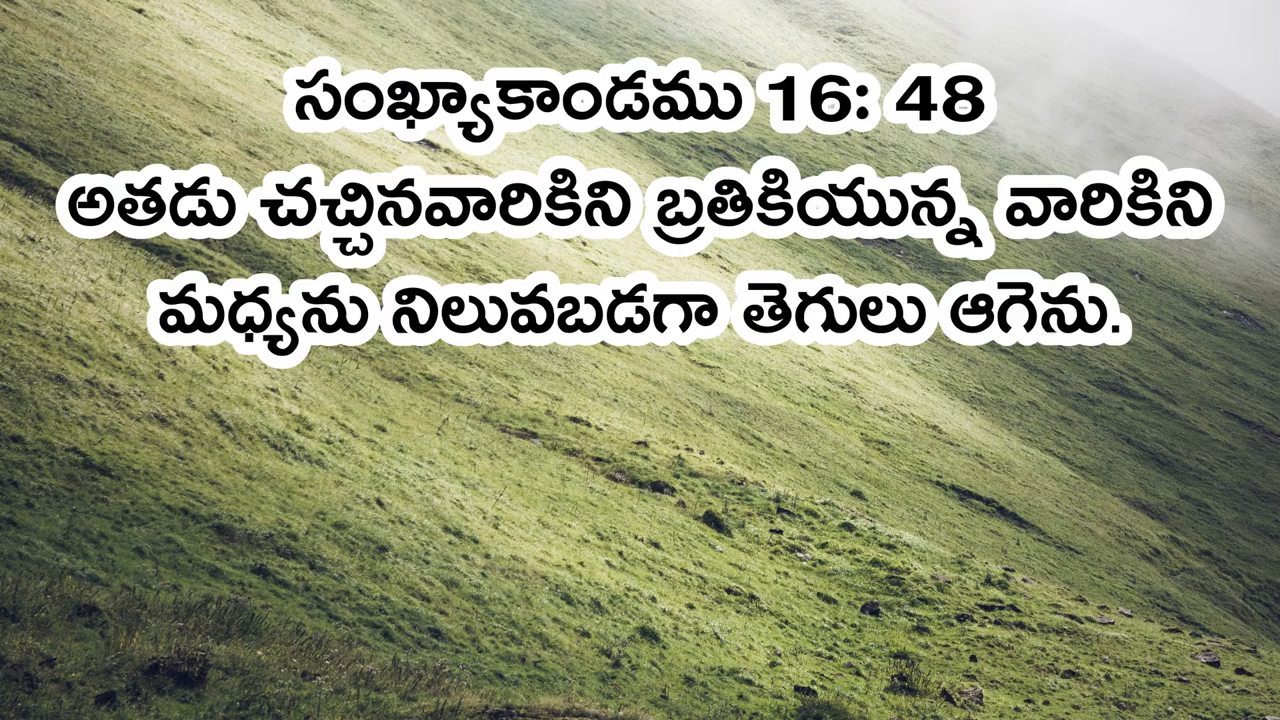 సంఖ్యాకాండము 16: 48
అతడు చచ్చినవారికిని బ్రతికియున్న వారికిని
మధ్యను నిలువబడగా తెగులు ఆగెను.